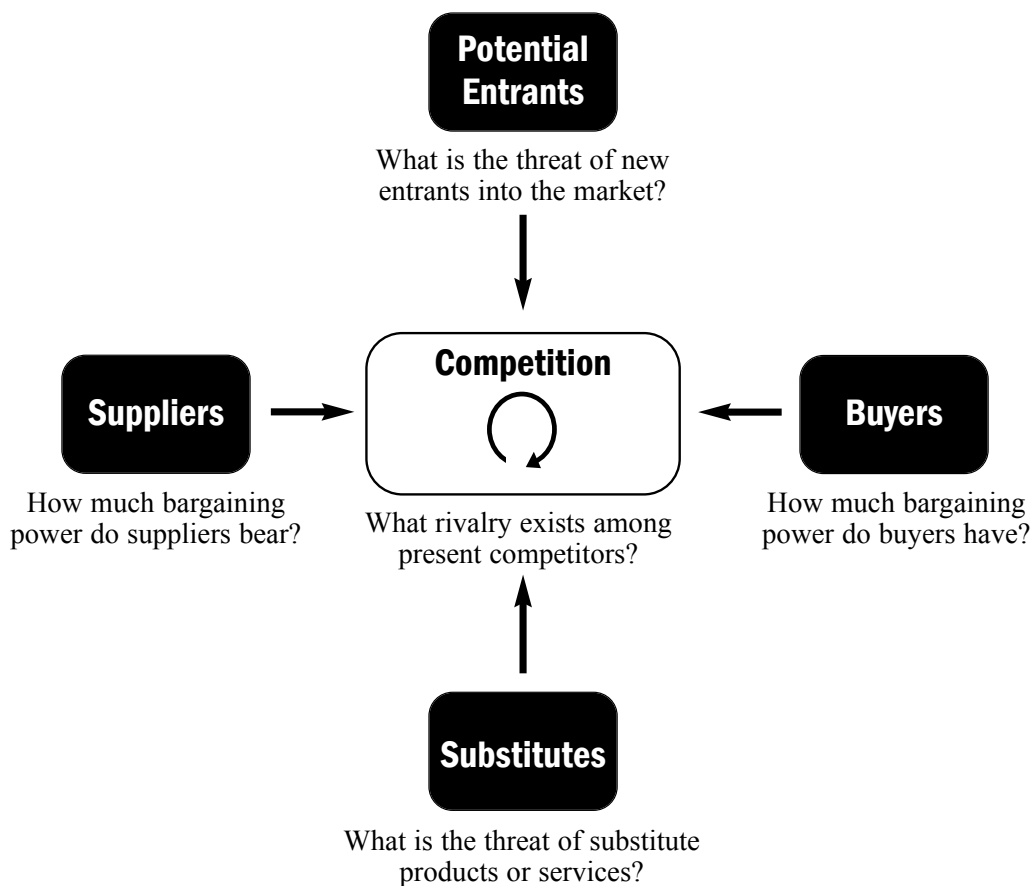 Potential
Entrants
What is the threat of new
entrants into the market?
Competition
Suppliers
Buyers
How much bargaining
power do suppliers bear?
What rivalry exists among
present competitors?
How much bargaining
power do buyers have?
Substitutes
What is the threat of substitute
products or services?